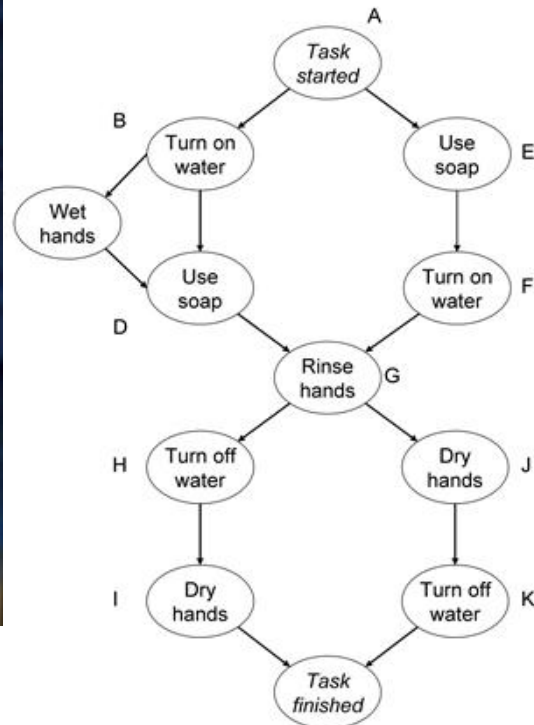 A
Task
started
B
Turn on
water
Use
soap
E
Wet
hands
Use
soap
Turn on
water
F
D
Rinse
hands
G
H
Turn off
water
Dry
hands
J
I
Dry
hands
Turn off
water
K
Task
finished